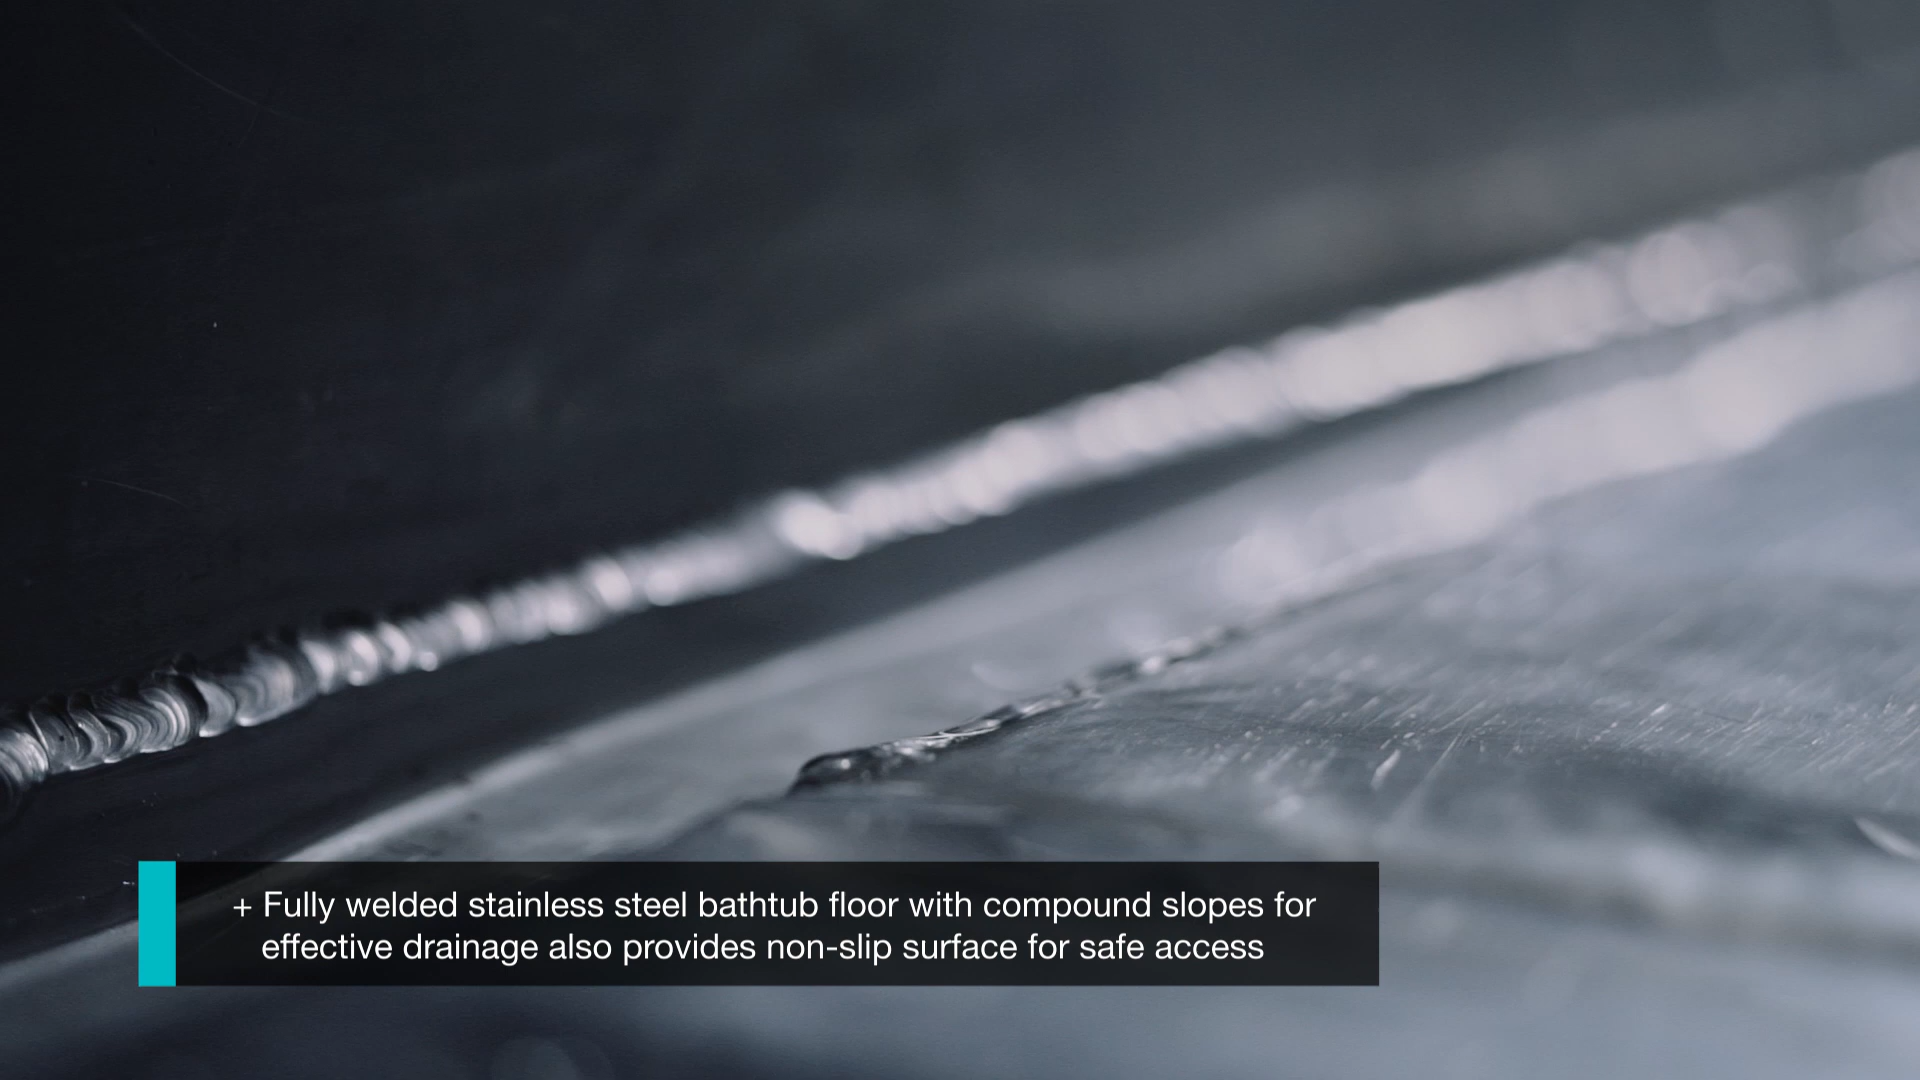 + Fully welded stainless steel bathtub floor with compound slopes for
effective drainage also provides non-slip surface for safe access